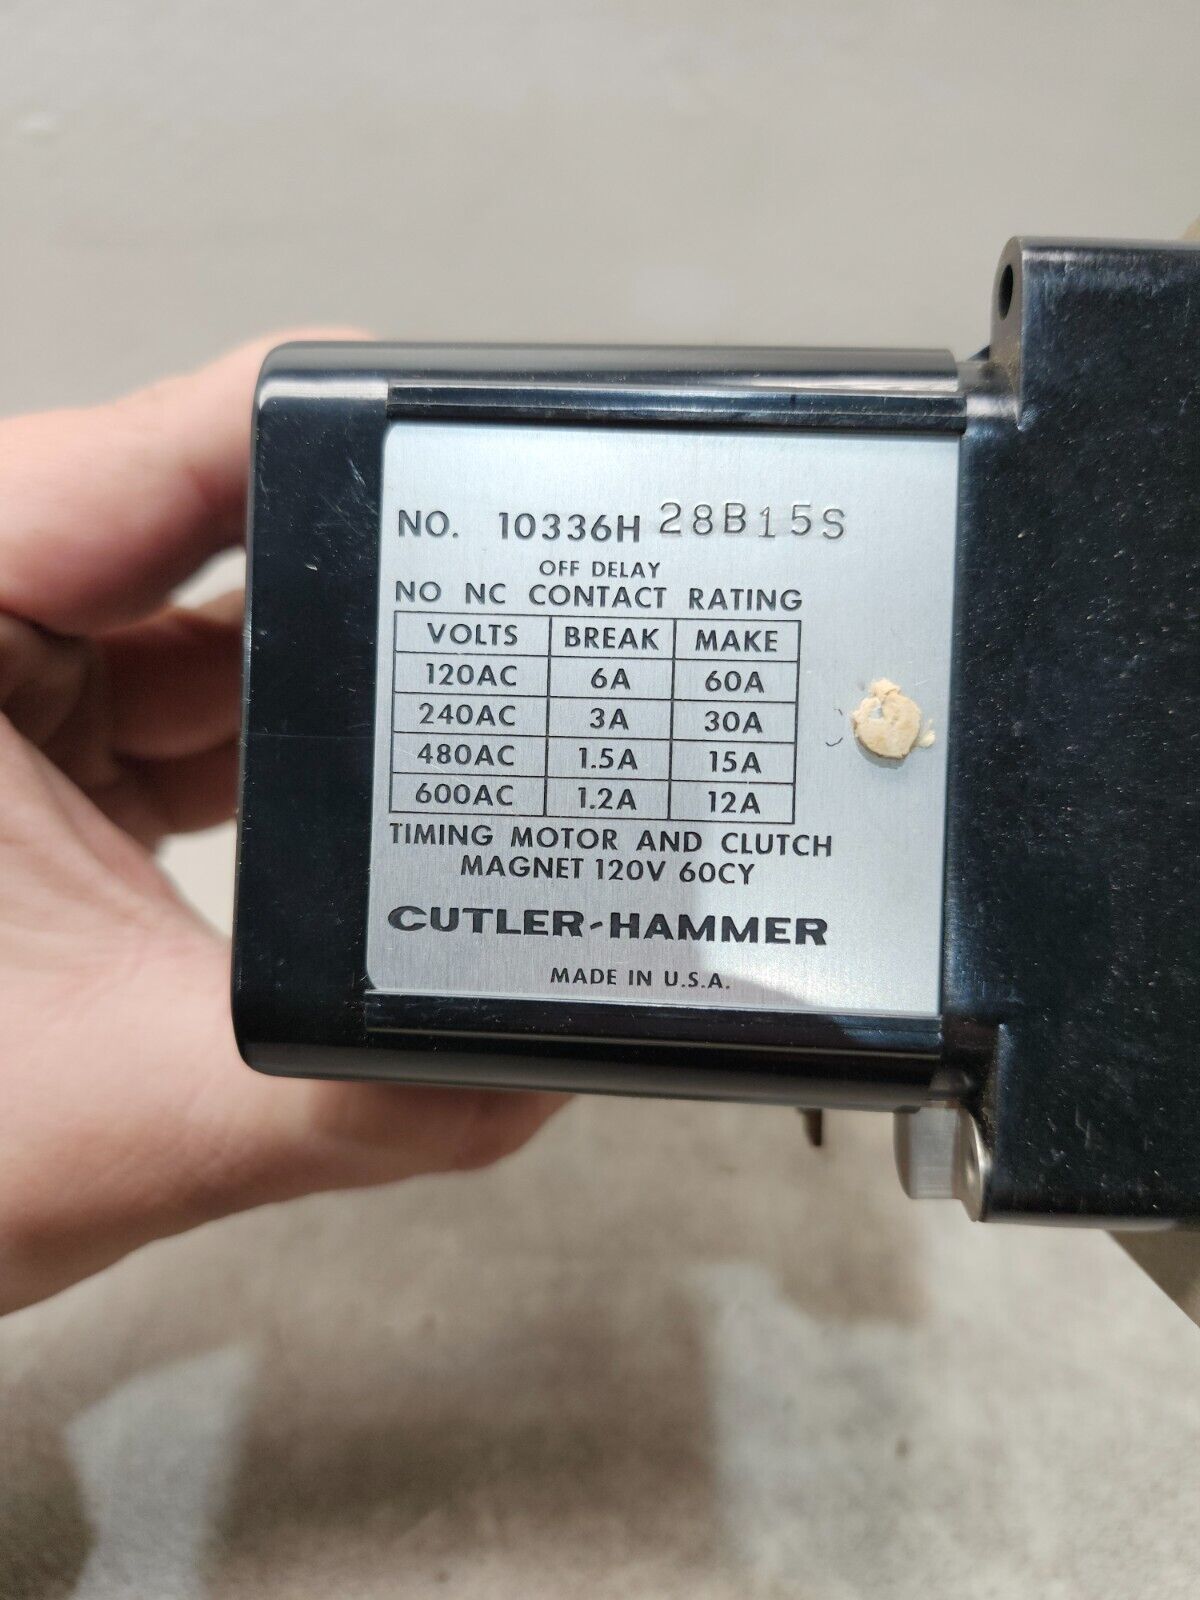 NO. 10336H 28B15S
OFF DELAY
NO NC CONTACT RATING
VOLTS BREAK MAKE
120AC 6A 60A
240AC 3A 30A
480AC 1.5A 15A
600AC 1.2A 12A
TIMING MOTOR AND CLUTCH
MAGNET 120V 60CY
CUTLER-HAMMER
MADE IN U.S.A.